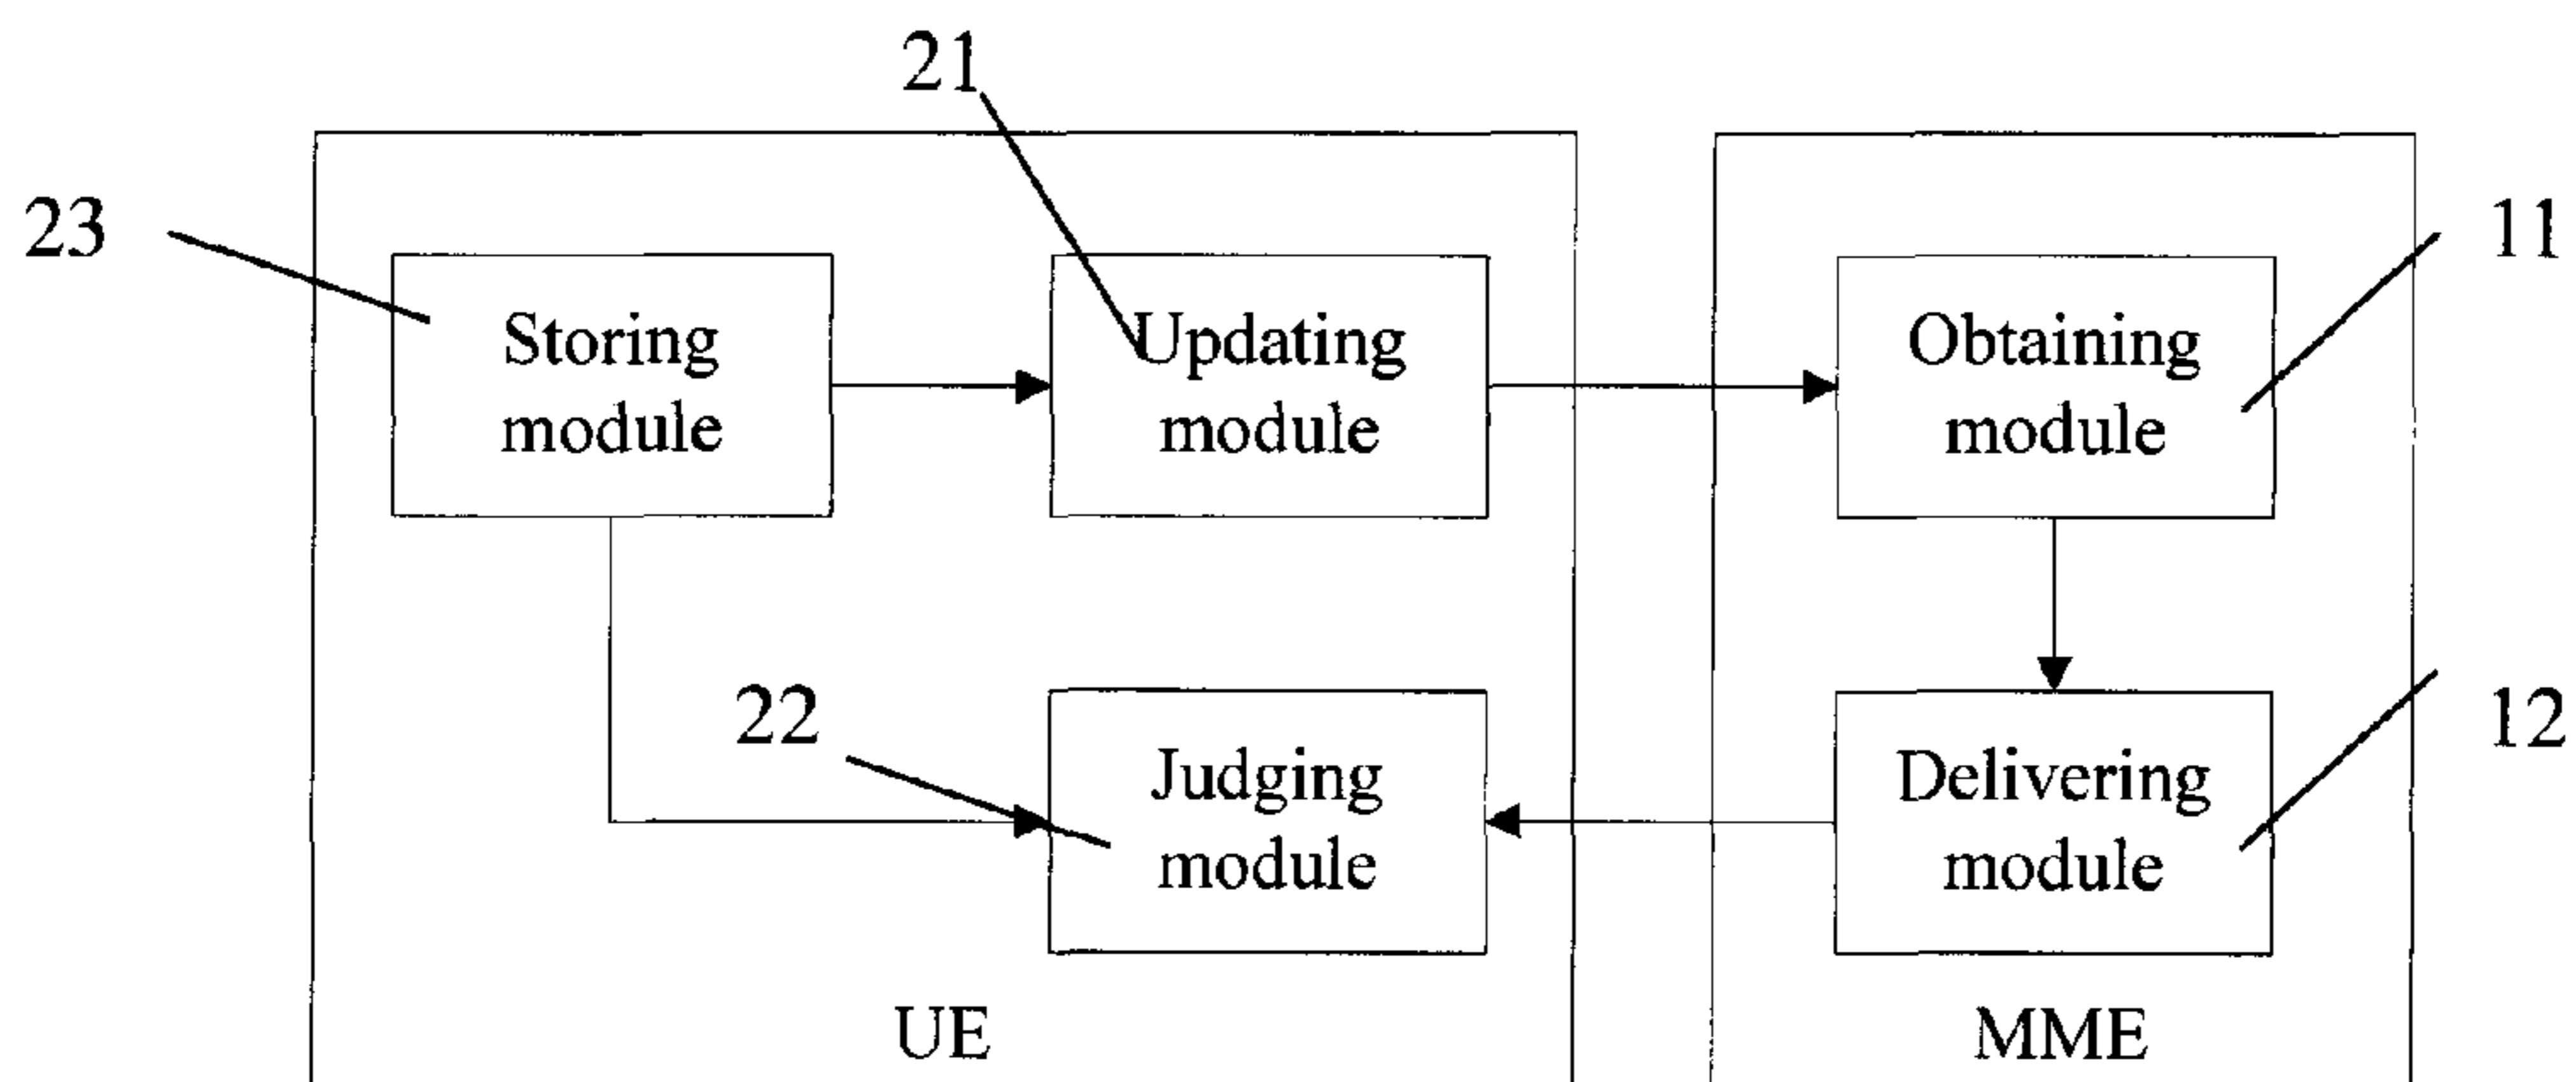 21
23
11
Storing
module
Updating
module
Obtaining
module
22
12
Judging
module
Delivering
module
UE
MME